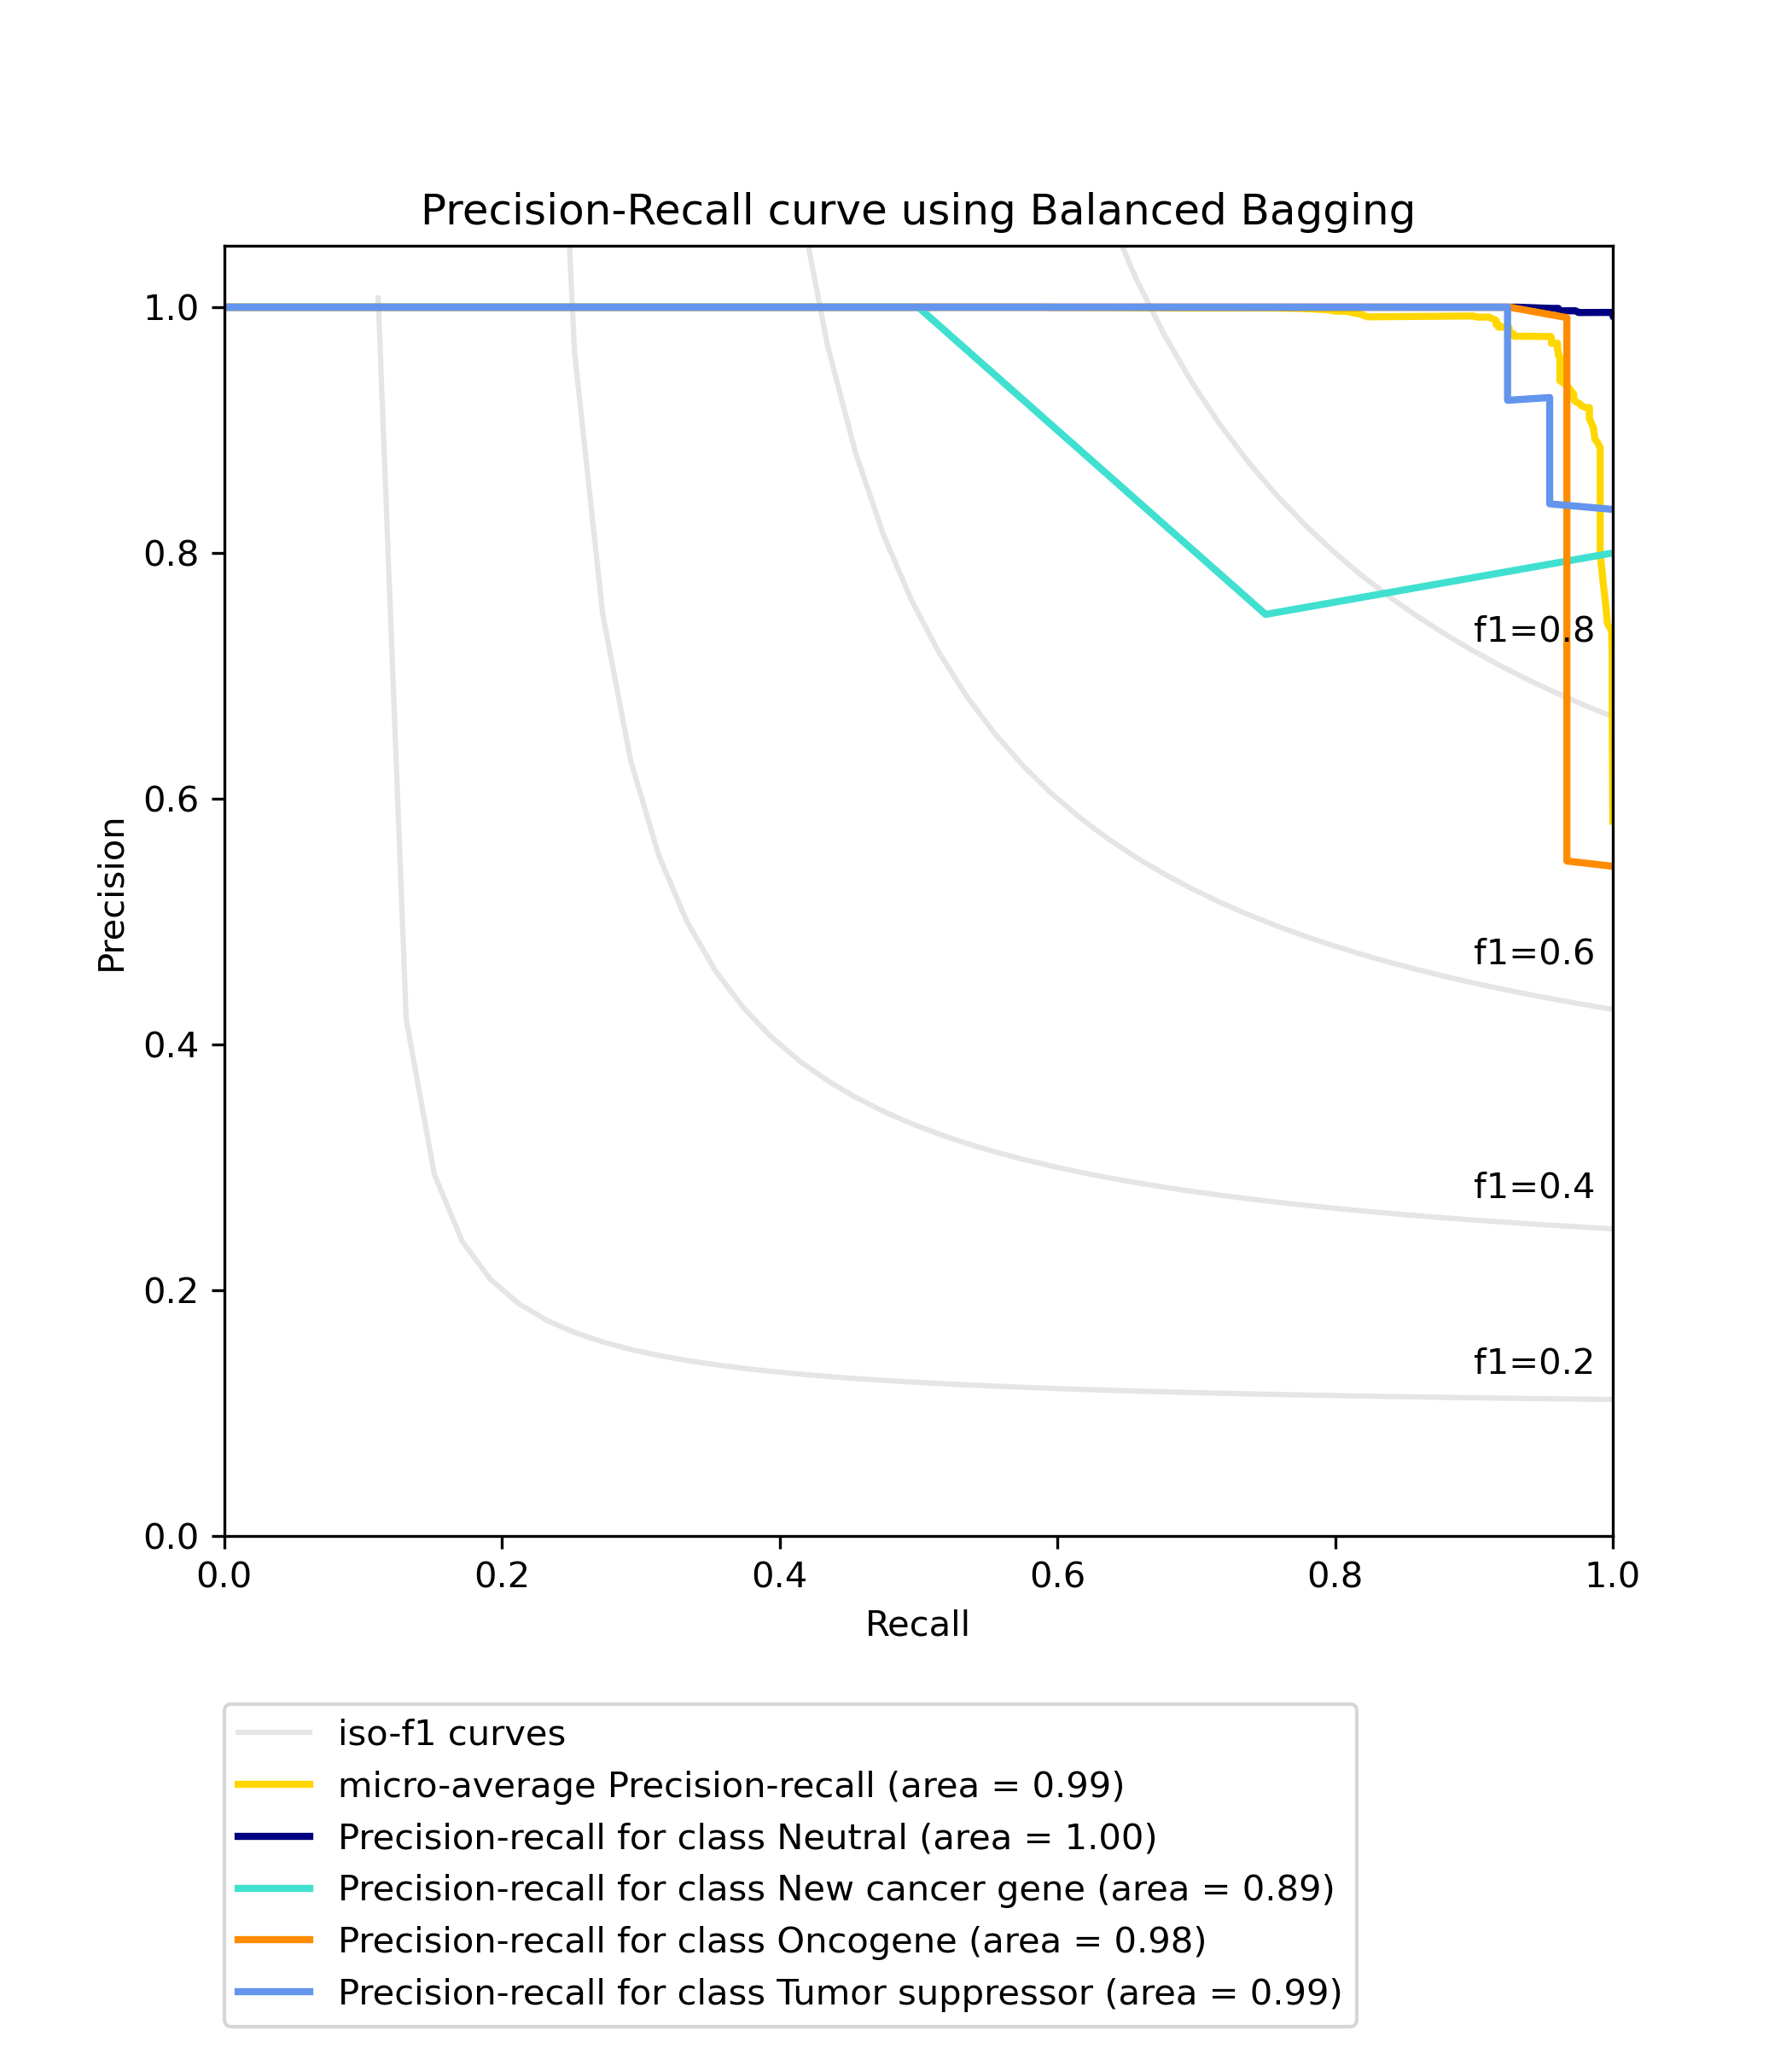 Precision-Recall curve using Balanced Bagging
1.0
0.8
0.6
0.4
0.2
0.0
Precision
f1=0.8
f1=0.6
f1=0.4
f1=0.2
0.0 0.2 0.4 0.6 0.8 1.0
Recall
iso-f1 curves
micro-average Precision-recall (area = 0.99)
Precision-recall for class Neutral (area = 1.00)
Precision-recall for class New cancer gene (area = 0.89)
Precision-recall for class Oncogene (area = 0.98)
Precision-recall for class Tumor suppressor (area = 0.99)